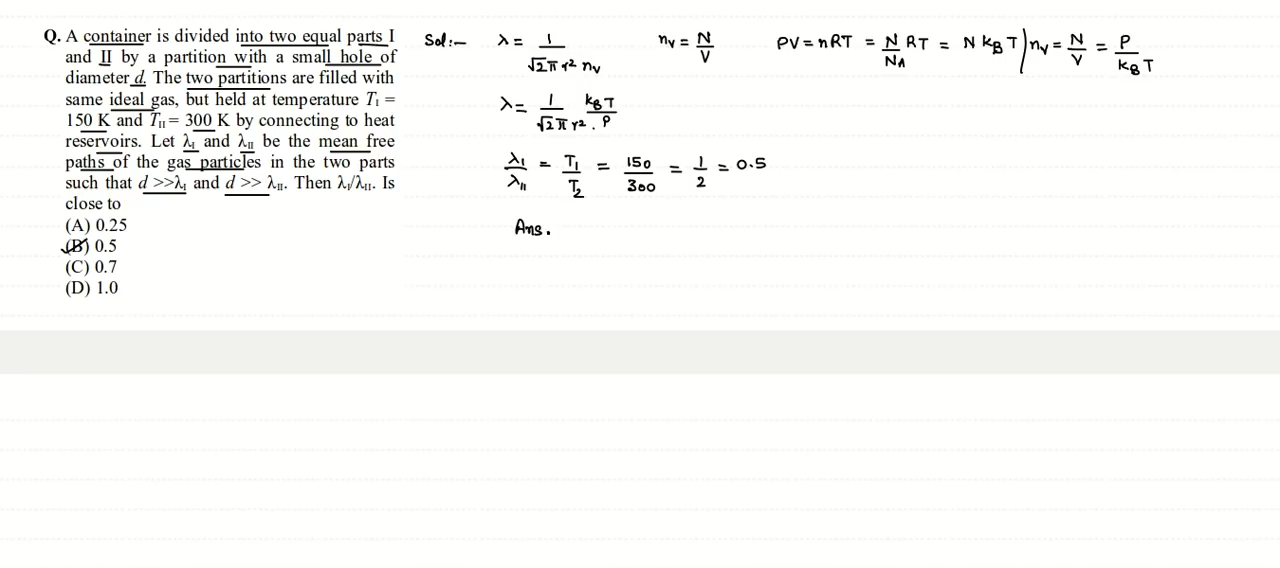 Q. A container is divided into two equal parts I
and II by a partition with a small hole of
diameter d. The two partitions are filled with
same ideal gas, but held at temperature T_I =
150 K and T_II = 300 K by connecting to heat
reservoirs. Let λ_I and λ_II be the mean free
paths of the gas particles in the two parts
such that d >>λ_I and d >> λ_II. Then λ_I/λ_II. Is
close to
(A) 0.25
(B) 0.5
(C) 0.7
(D) 1.0
Sol:- λ = 1/(√2π r² n_v) n_v = N/V PV = nRT = N/N_A RT = N k_B T n_v = N/V = P/(k_B T)
λ = 1/(√2π r²) . k_B T/P
λ_I/λ_II = T_1/T_2 = 150/300 = 1/2 = 0.5
Ans.